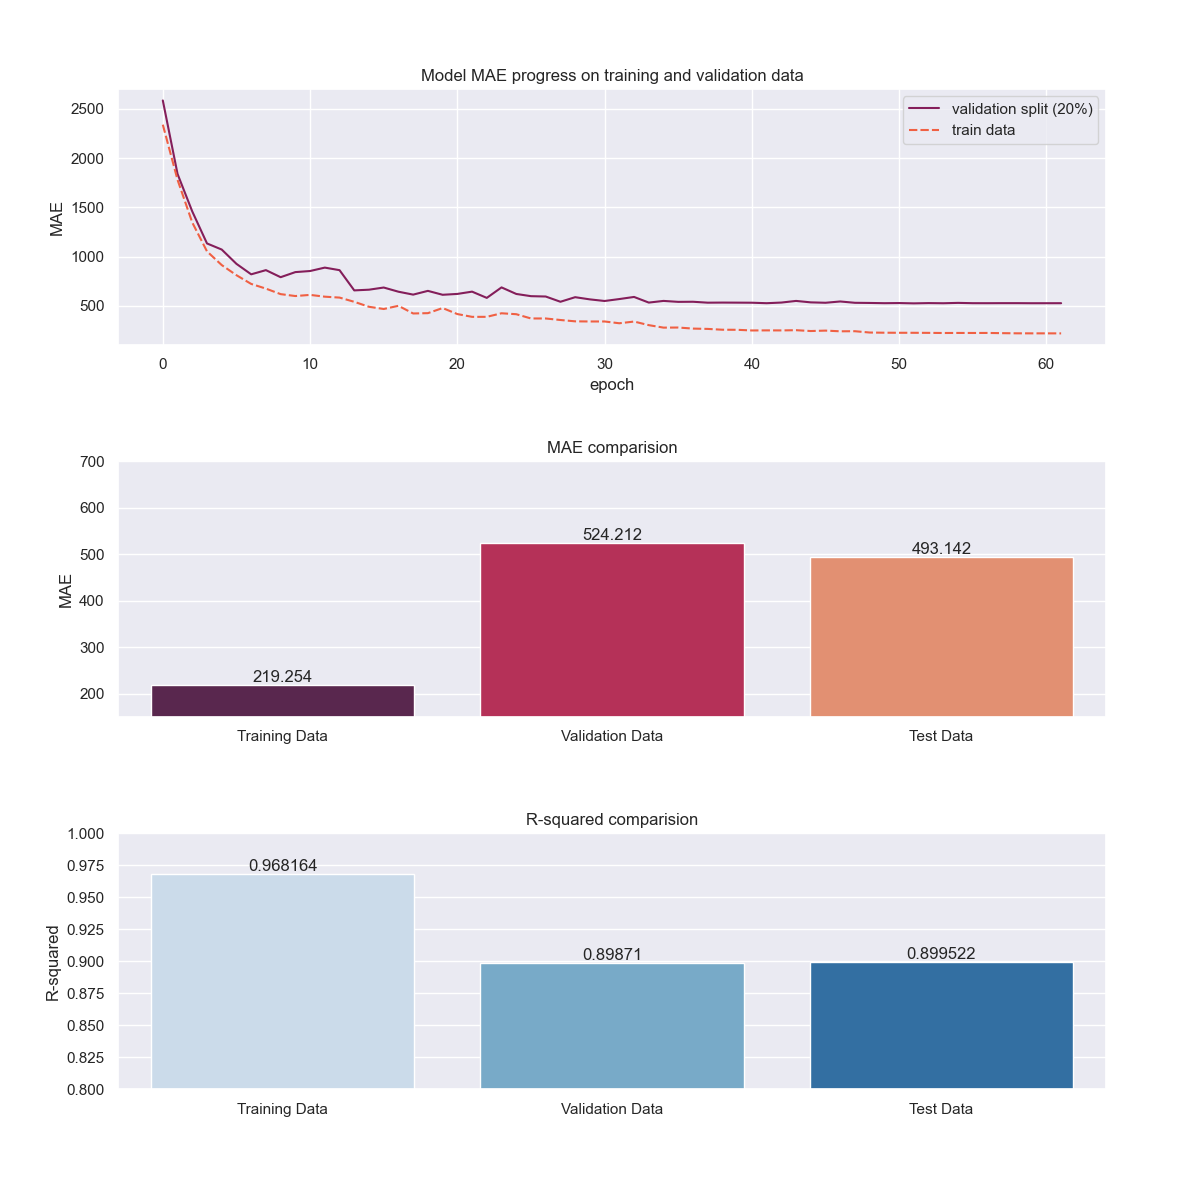 Model MAE progress on training and validation data
2500
2000
1500
1000
500
MAE
validation split (20%)
train data
0 10 20 30 40 50 60
epoch
MAE comparision
700
600
500
400
300
200
MAE
219.254
524.212
493.142
Training Data Validation Data Test Data
R-squared comparision
1.000
0.975
0.950
0.925
0.900
0.875
0.850
0.825
0.800
R-squared
0.968164
0.89871
0.899522
Training Data Validation Data Test Data